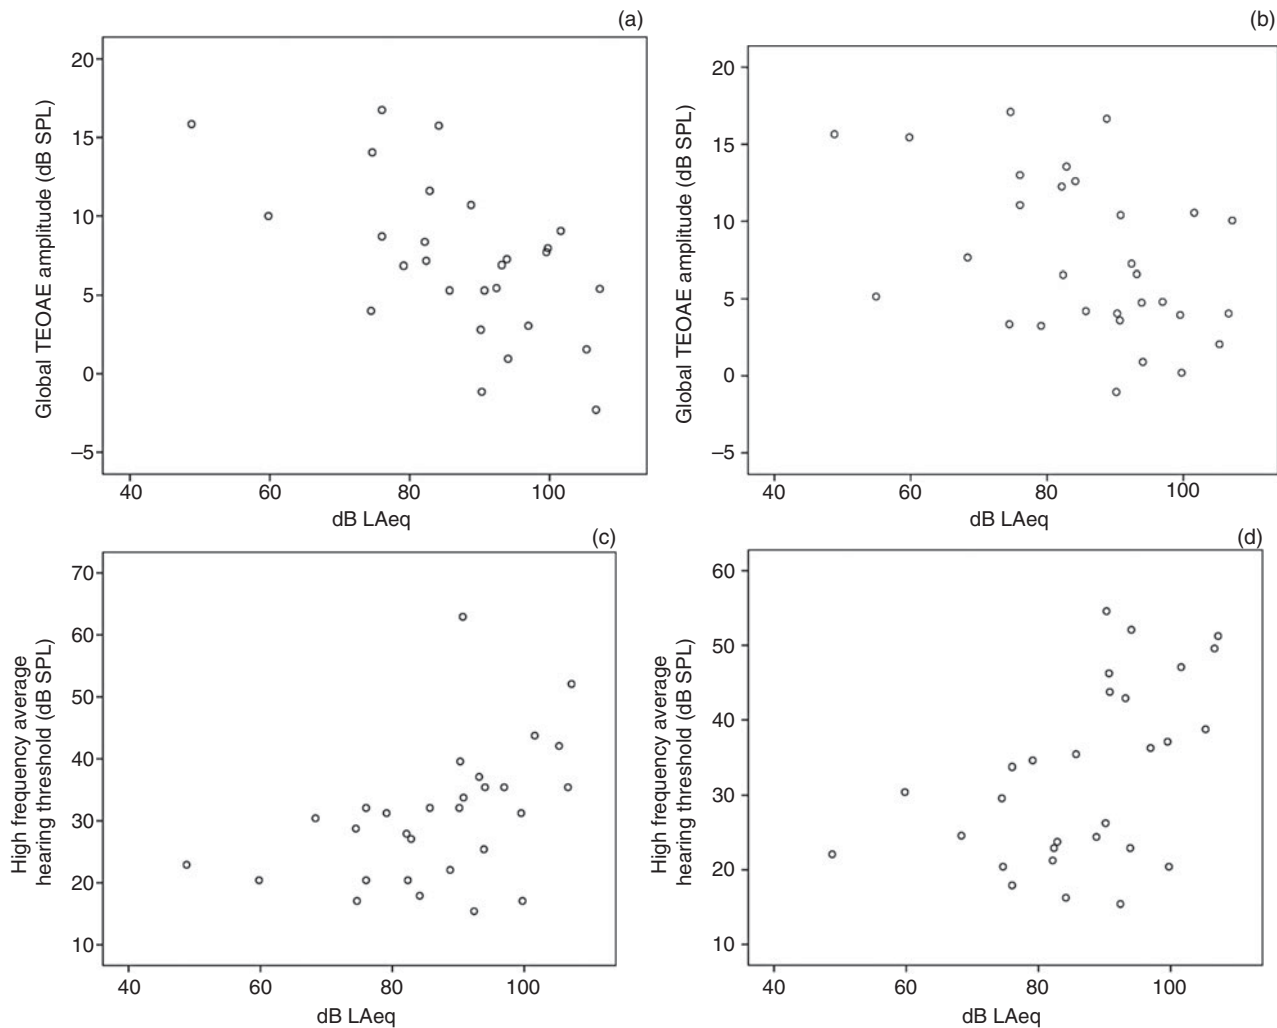 (a)
Global TEOAE amplitude (dB SPL)
20
15
10
5
0
–5
40 60 80 100
dB LAeq
(b)
Global TEOAE amplitude (dB SPL)
20
15
10
5
0
–5
40 60 80 100
dB LAeq
(c)
High frequency average
hearing threshold (dB SPL)
70
60
50
40
30
20
10
40 60 80 100
dB LAeq
(d)
High frequency average
hearing threshold (dB SPL)
60
50
40
30
20
10
40 60 80 100
dB LAeq